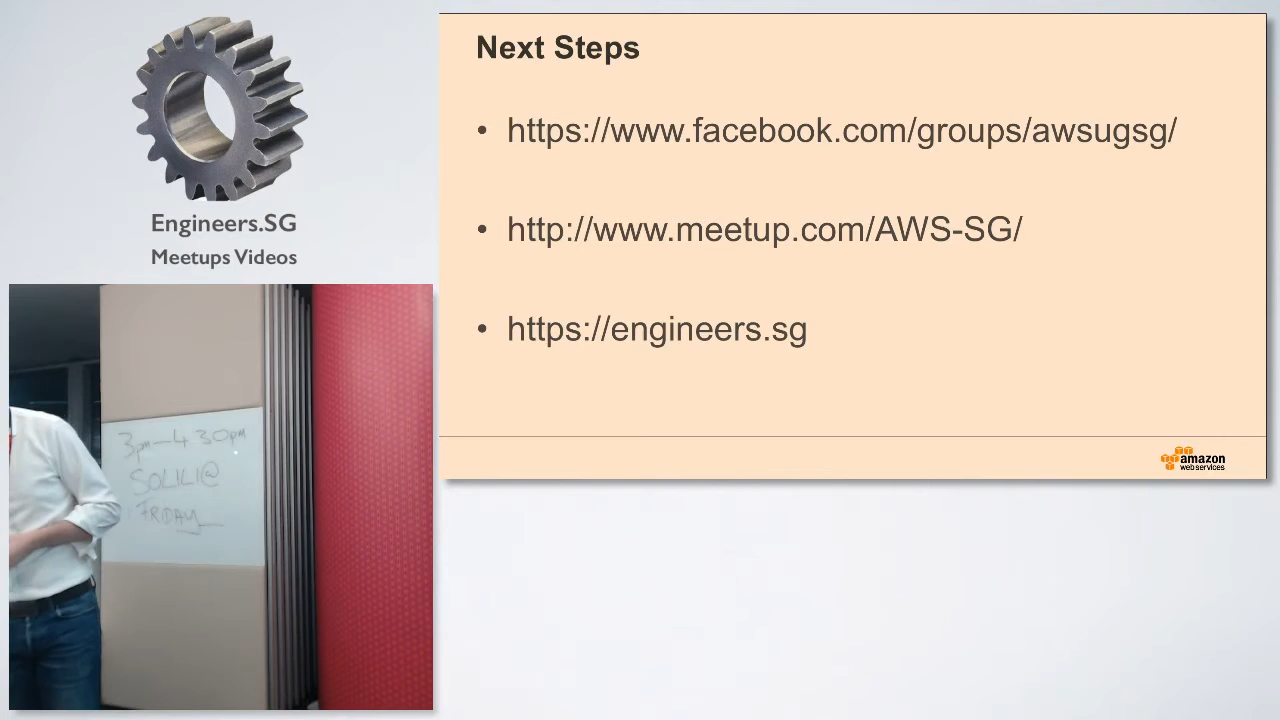 Engineers.SG
Meetups Videos
Next Steps
• https://www.facebook.com/groups/awsugsg/
• http://www.meetup.com/AWS-SG/
• https://engineers.sg
amazon
web services
3pm—4 30pm
FRIDAY